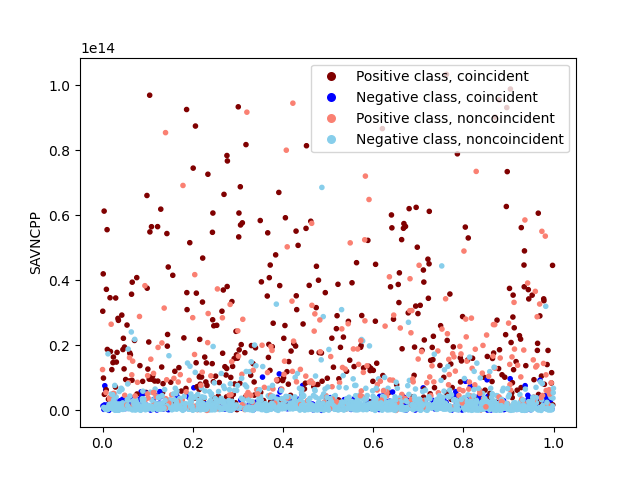 1e14
Positive class, coincident
Negative class, coincident
Positive class, noncoincident
Negative class, noncoincident
SAVNCPP
1.0
0.8
0.6
0.4
0.2
0.0
0.0 0.2 0.4 0.6 0.8 1.0